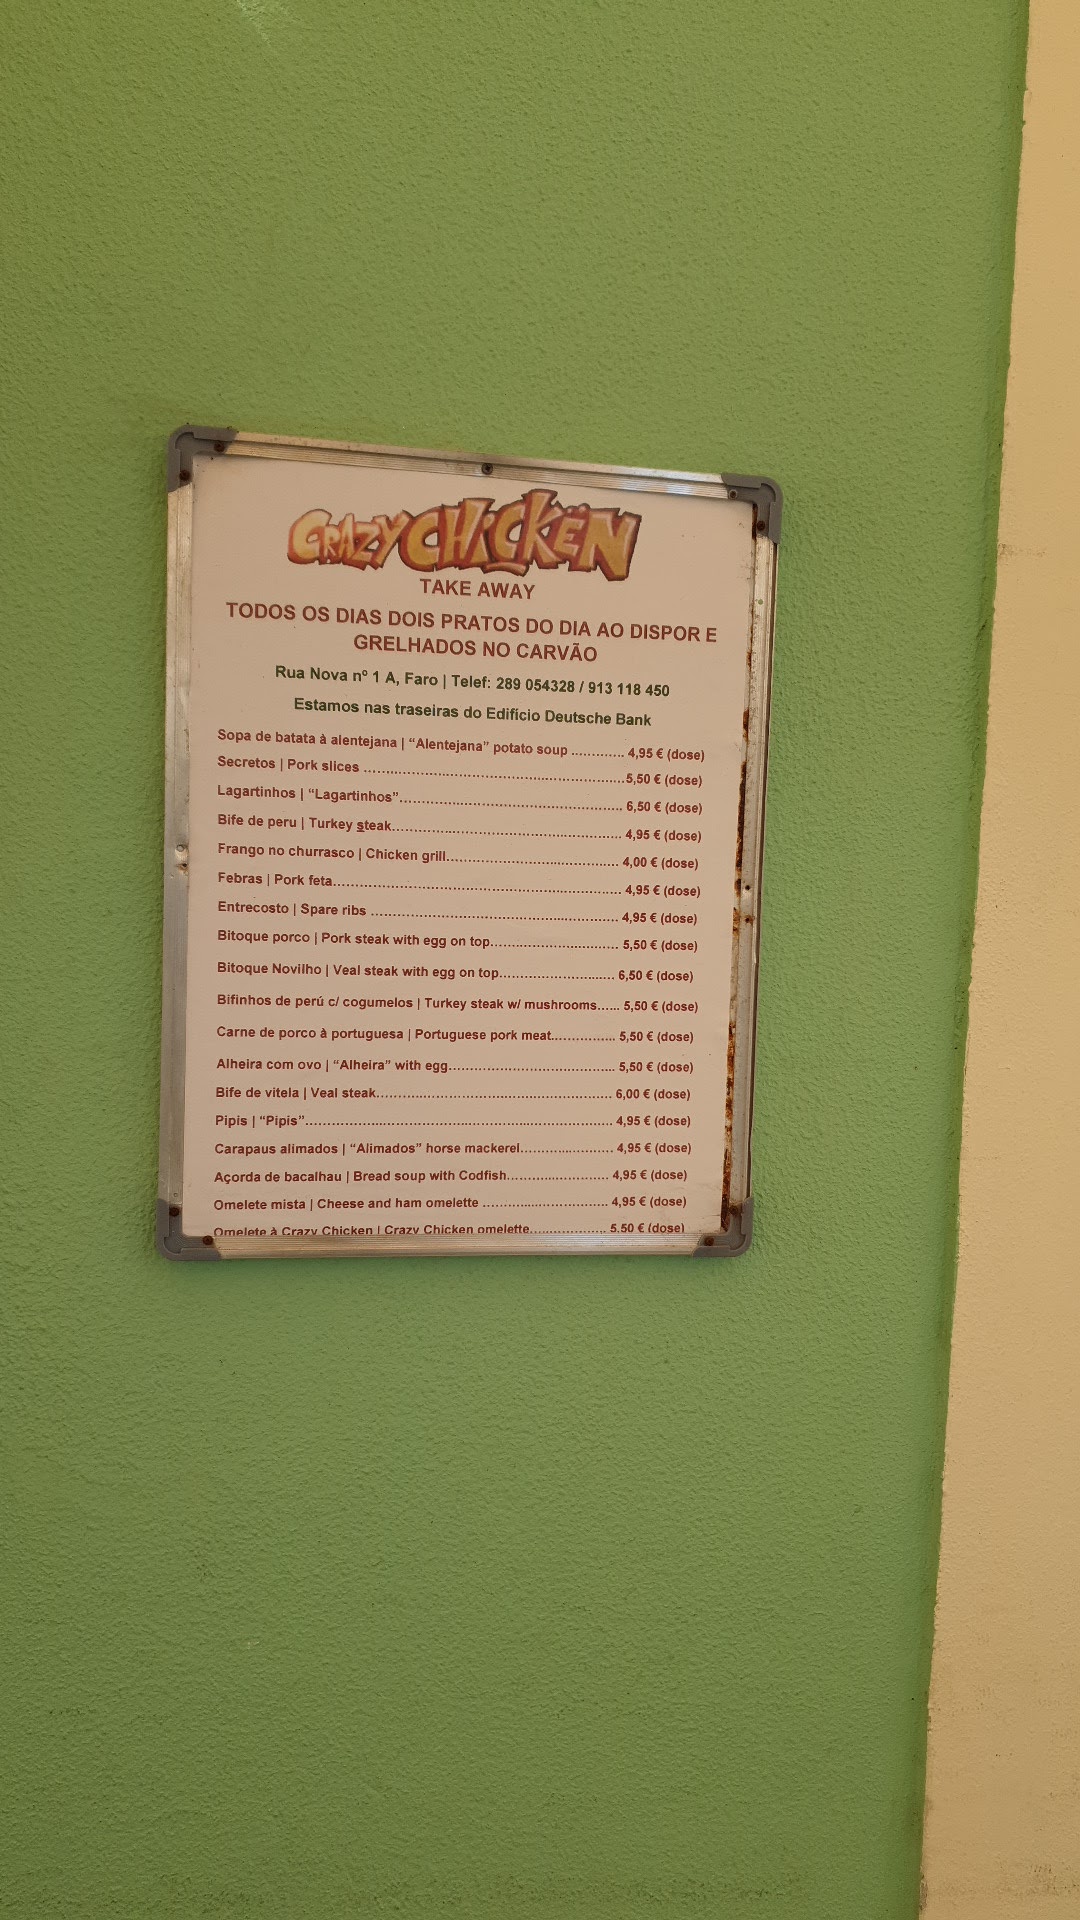 CRAZY CHICKEN
TAKE AWAY
TODOS OS DIAS DOIS PRATOS DO DIA AO DISPOR E
GRELHADOS NO CARVÃO
Rua Nova nº 1 A, Faro | Telef: 289 054328 / 913 118 450
Estamos nas traseiras do Edifício Deutsche Bank
Sopa de batata à alentejana | “Alentejana” potato soup ............ 4,95 € (dose)
Secretos | Pork slices ............................................................5,50 € (dose)
Lagartinhos | “Lagartinhos”.................................................... 6,50 € (dose)
Bife de peru | Turkey steak..................................................... 4,95 € (dose)
Frango no churrasco | Chicken grill........................................ 4,00 € (dose)
Febras | Pork feta.................................................................. 4,95 € (dose)
Entrecosto | Spare ribs ......................................................... 4,95 € (dose)
Bitoque porco | Pork steak with egg on top............................. 5,50 € (dose)
Bitoque Novilho | Veal steak with egg on top.......................... 6,50 € (dose)
Bifinhos de perú c/ cogumelos | Turkey steak w/ mushrooms...... 5,50 € (dose)
Carne de porco à portuguesa | Portuguese pork meat............... 5,50 € (dose)
Alheira com ovo | “Alheira” with egg...................................... 5,50 € (dose)
Bife de vitela | Veal steak...................................................... 6,00 € (dose)
Pipis | “Pipis”....................................................................... 4,95 € (dose)
Carapaus alimados | “Alimados” horse mackerel..................... 4,95 € (dose)
Açorda de bacalhau | Bread soup with Codfish........................ 4,95 € (dose)
Omelete mista | Cheese and ham omelette ............................. 4,95 € (dose)
Omelete à Crazy Chicken | Crazy Chicken omelette.................. 5,50 € (dose)